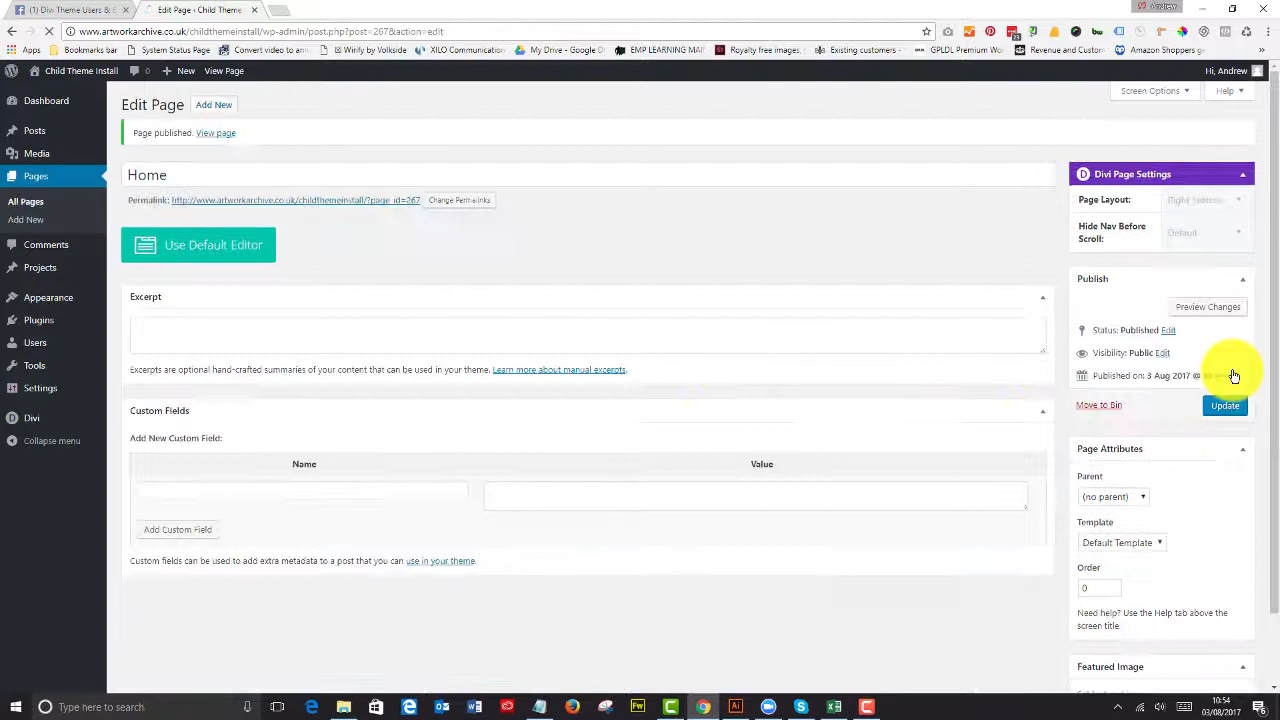 (1) Divi Theme Users & E
Edit Page ‹ Child Theme
Andrew
www.artworkarchive.co.uk/childthemeinstall/wp-admin/post.php?post=267&action=edit
Apps
Bookmarks bar
System Status Page
Convert video to anim
SI Winify by Volkside
XILO Communication
My Drive - Google D
EMP LEARNING MAI
Royalty free images.
Existing customers -
GPLDL Premium Wo
Revenue and Custom
Amazon Shoppers
Child Theme Install
0
New
View Page
Hi, Andrew
Dashboard
Posts
Media
Pages
All Pages
Add New
Comments
Projects
Appearance
Plugins
Users
Tools
Settings
Divi
Collapse menu
Edit Page
Add New
Screen Options
Help
Page published. View page
Home
Permalink: http://www.artworkarchive.co.uk/childthemeinstall/?page_id=267
Change Permalinks
Use Default Editor
Excerpt
Excerpts are optional hand-crafted summaries of your content that can be used in your theme. Learn more about manual excerpts.
Custom Fields
Add New Custom Field:
Name
Value
Add Custom Field
Custom fields can be used to add extra metadata to a post that you can use in your theme.
Divi Page Settings
Page Layout:
Right Sidebar
Hide Nav Before
Scroll:
Default
Publish
Preview Changes
Status: Published Edit
Visibility: Public Edit
Published on: 3 Aug 2017 @
Move to Bin
Update
Page Attributes
Parent
(no parent)
Template
Default Template
Order
0
Need help? Use the Help tab above the
screen title.
Featured Image
Type here to search
10:54
03/08/2017